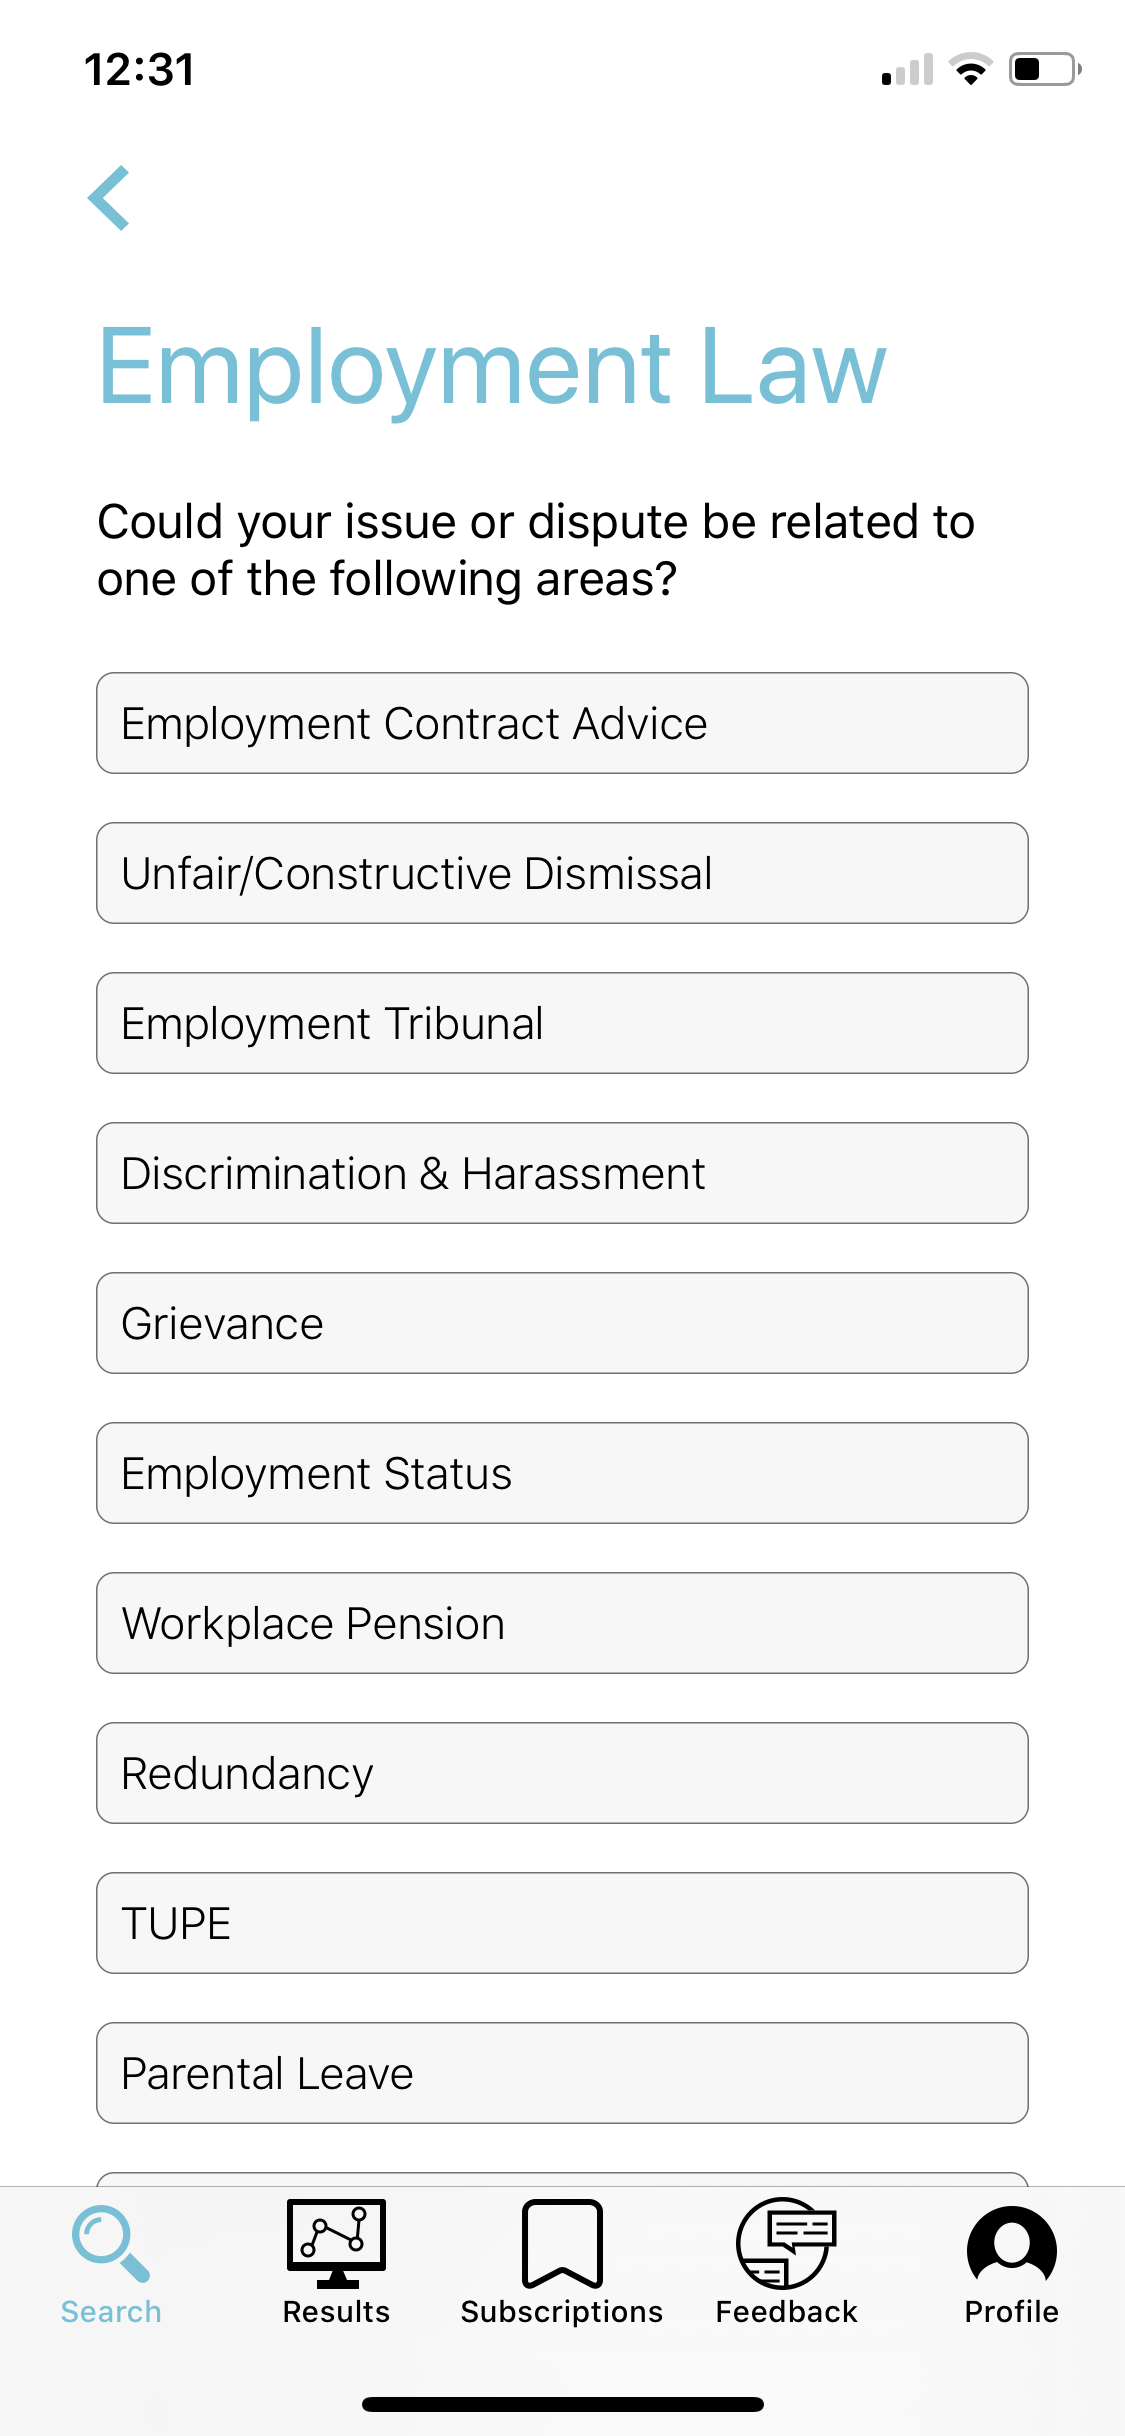 12:31
Employment Law
Could your issue or dispute be related to
one of the following areas?
Employment Contract Advice
Unfair/Constructive Dismissal
Employment Tribunal
Discrimination & Harassment
Grievance
Employment Status
Workplace Pension
Redundancy
TUPE
Parental Leave
Search
Results
Subscriptions
Feedback
Profile